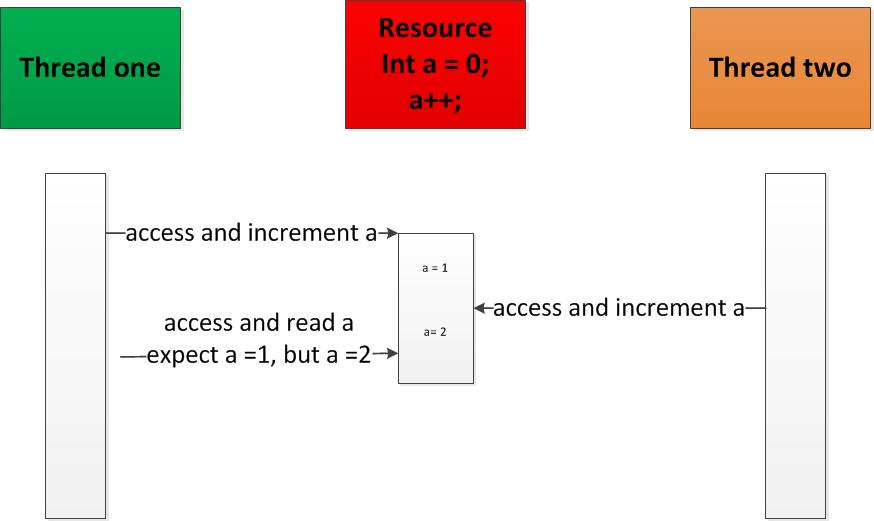 Thread one
Resource
Int a = 0;
a++;
Thread two
access and increment a
a = 1
access and increment a
access and read a
expect a =1, but a =2
a= 2